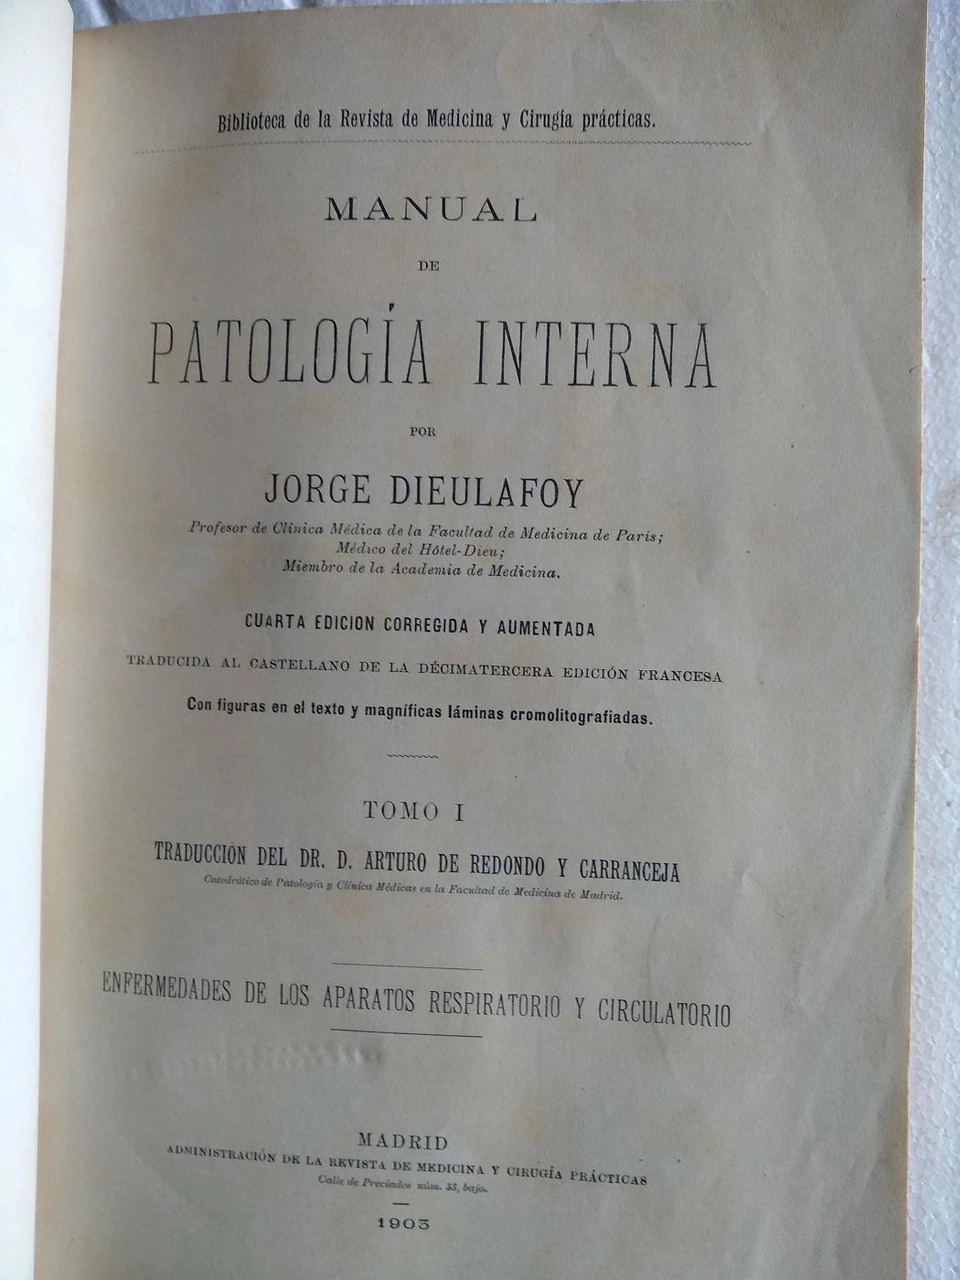 Biblioteca de la Revista de Medicina y Cirugía prácticas.
MANUAL
DE
PATOLOGÍA INTERNA
POR
JORGE DIEULAFOY
Profesor de Clínica Médica de la Facultad de Medicina de Paris;
Médico del Hôtel-Dieu;
Miembro de la Academia de Medicina.
CUARTA EDICION CORREGIDA Y AUMENTADA
TRADUCIDA AL CASTELLANO DE LA DÉCIMATERCERA EDICIÓN FRANCESA
Con figuras en el texto y magníficas láminas cromolitografiadas.
TOMO I
TRADUCCIÓN DEL DR. D. ARTURO DE REDONDO Y CARRANCEJA
Catedrático de Patología y Clínica Médicas en la Facultad de Medicina de Madrid.
ENFERMEDADES DE LOS APARATOS RESPIRATORIO Y CIRCULATORIO
MADRID
ADMINISTRACIÓN DE LA REVISTA DE MEDICINA Y CIRUGÍA PRÁCTICAS
Calle de Preciados núm. 33, bajo.
1903